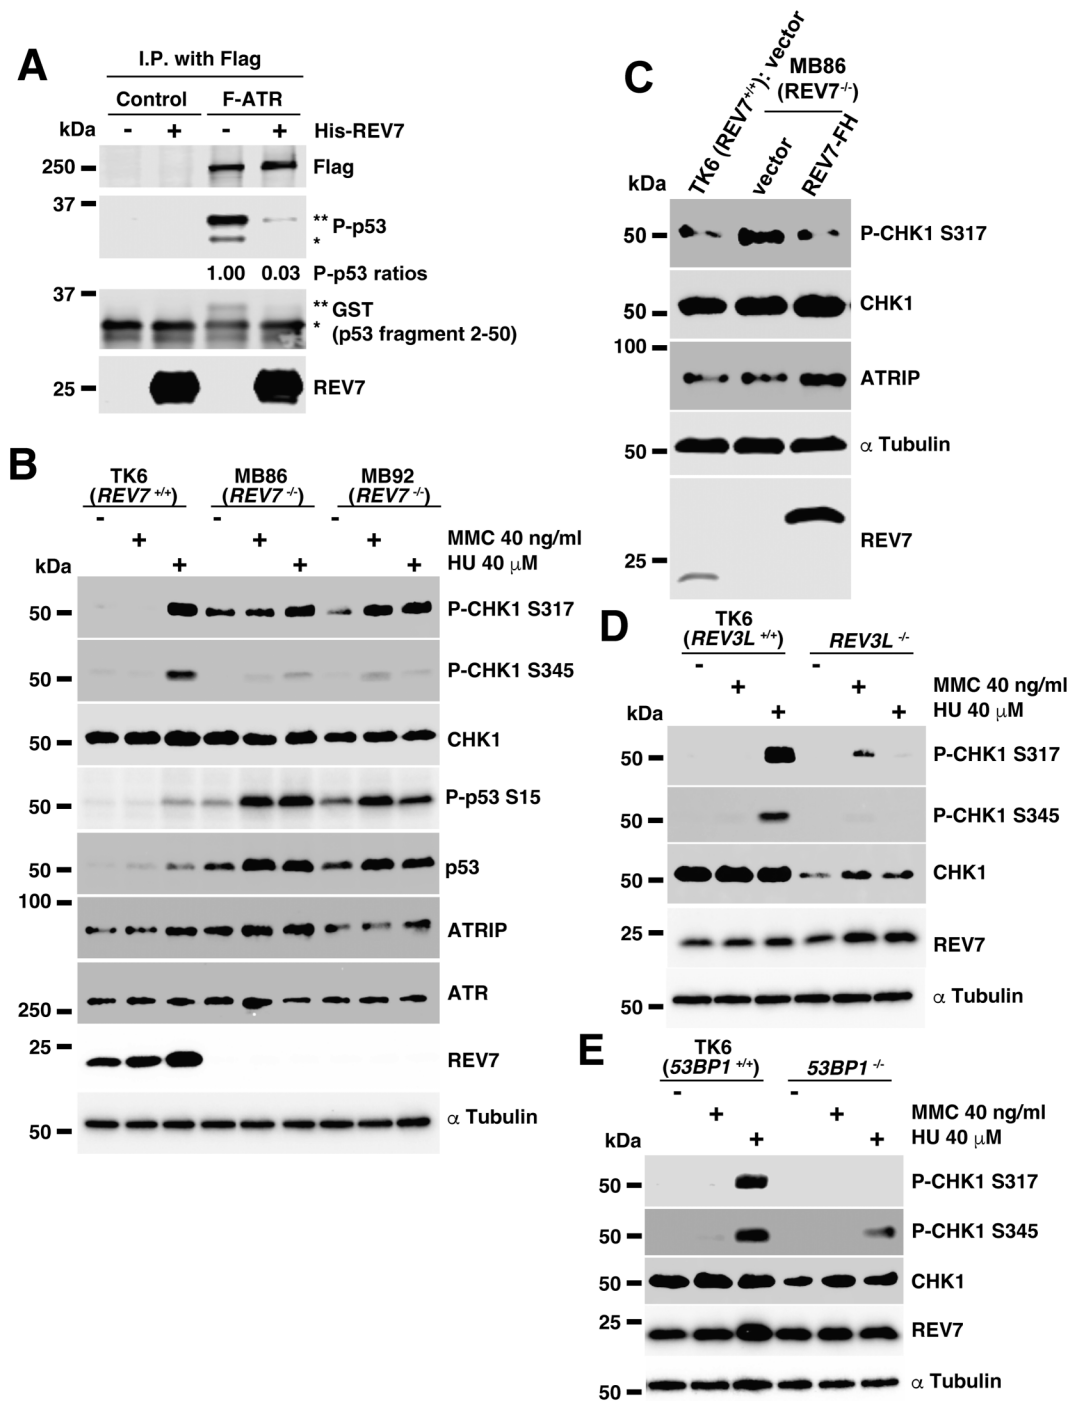 A
I.P. with Flag
Control F-ATR
kDa - + - + His-REV7
250 Flag
37
** P-p53
*
1.00 0.03 P-p53 ratios
37
** GST
* (p53 fragment 2-50)
25 REV7
B
TK6 MB86 MB92
(REV7 +/+) (REV7 -/-) (REV7 -/-)
- - -
+ + + MMC 40 ng/ml
+ + + HU 40 μM
kDa
50 P-CHK1 S317
50 P-CHK1 S345
50 CHK1
50 P-p53 S15
50 p53
100
ATRIP
250 ATR
25
REV7
50 α Tubulin
C
TK6 (REV7+/+): vector
MB86
(REV7-/-)
vector
REV7-FH
kDa
50 P-CHK1 S317
50 CHK1
100
ATRIP
50 α Tubulin
25 REV7
D
TK6
(REV3L +/+) REV3L -/-
- -
+ + MMC 40 ng/ml
+ + HU 40 μM
kDa
50 P-CHK1 S317
50 P-CHK1 S345
50 CHK1
25 REV7
50 α Tubulin
E
TK6
(53BP1 +/+) 53BP1 -/-
- -
+ + MMC 40 ng/ml
+ + HU 40 μM
kDa
50 P-CHK1 S317
50 P-CHK1 S345
50 CHK1
25 REV7
50 α Tubulin